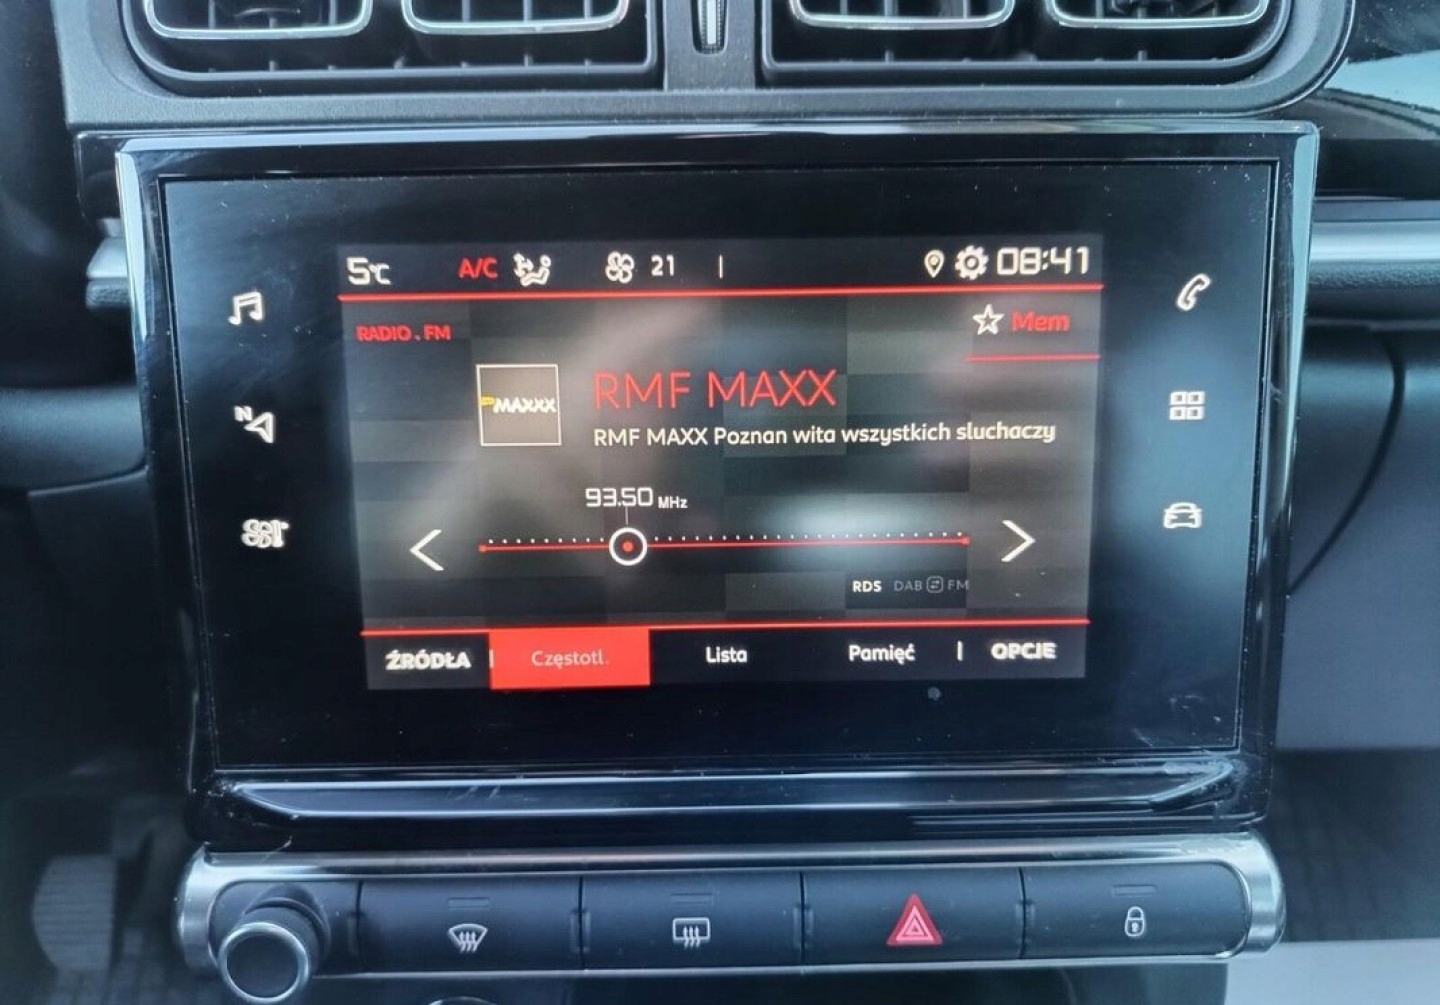 5°C A/C 21 08:41
RADIO . FM
Mem
MAXXX
RMF MAXX
RMF MAXX Poznan wita wszystkich sluchaczy
93.50 MHz
RDS DAB FM
ŹRÓDŁA Częstotl. Lista Pamięć OPCJE
N